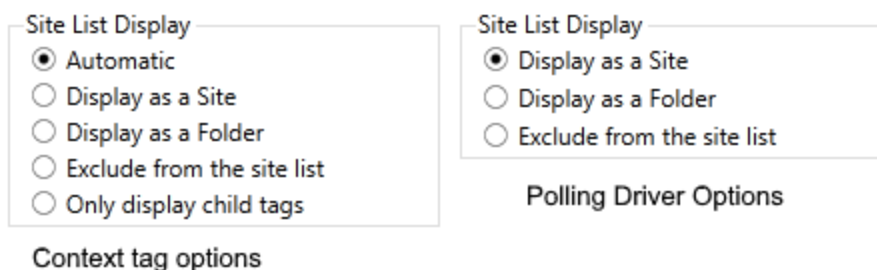 Site List Display
Automatic
Display as a Site
Display as a Folder
Exclude from the site list
Only display child tags
Context tag options
Site List Display
Display as a Site
Display as a Folder
Exclude from the site list
Polling Driver Options